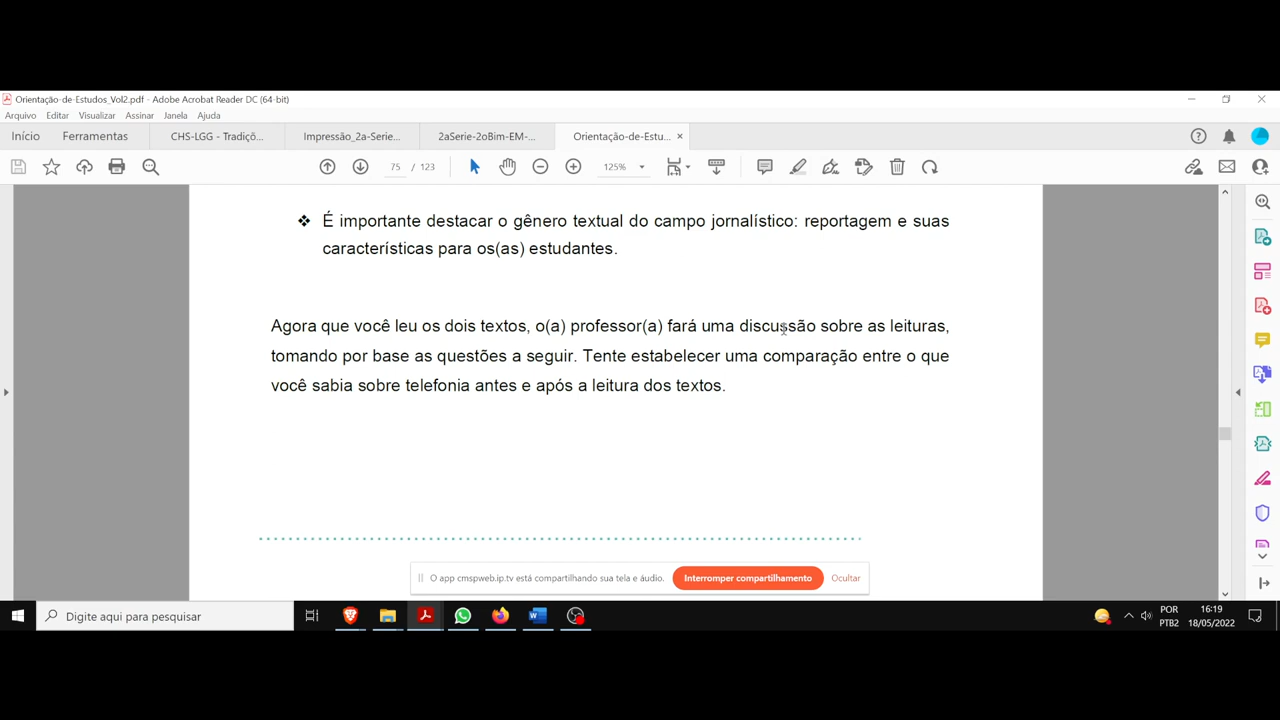 Orientação-de-Estudos_Vol2.pdf - Adobe Acrobat Reader DC (64-bit)
Arquivo Editar Visualizar Assinar Janela Ajuda
Início Ferramentas CHS-LGG - Tradiçõ... Impressão_2a-Serie... 2aSerie-2oBim-EM-... Orientação-de-Estu...
75 / 123 125%
❖ É importante destacar o gênero textual do campo jornalístico: reportagem e suas
características para os(as) estudantes.
Agora que você leu os dois textos, o(a) professor(a) fará uma discussão sobre as leituras,
tomando por base as questões a seguir. Tente estabelecer uma comparação entre o que
você sabia sobre telefonia antes e após a leitura dos textos.
O app cmspweb.ip.tv está compartilhando sua tela e áudio. Interromper compartilhamento Ocultar
Digite aqui para pesquisar
POR 16:19
PTB2 18/05/2022